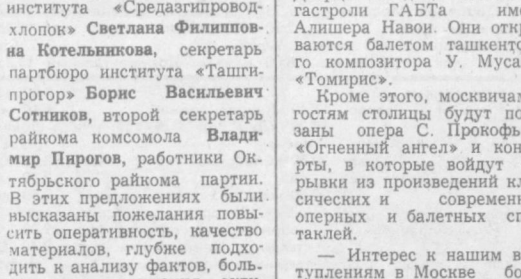 института «Средазгипровод-
хлопок» Светлана Филиппов-
на Котельникова, секретарь
партбюро института «Ташги-
прогор» Борис Васильевич
Сотников, второй секретарь
райкома комсомола Влади-
мир Пирогов, работники Ок-
тябрьского райкома партии.
В этих предложениях были
высказаны пожелания повы-
сить оперативность, качество
материалов, глубже подхо-
дить к анализу фактов, боль-
гастроли ГАБТа име
Алишера Навои. Они откр
ваются балетом ташкентс
го композитора У. Муса
«Томирис».
Кроме этого, москвичам
гостям столицы будут по
заны опера С. Прокофь
«Огненный ангел» и кон
рты, в которые войдут
рывки из произведений кл
сических и современ
оперных и балетных сп
таклей.
— Интерес к нашим в
туплениям в Москве бо